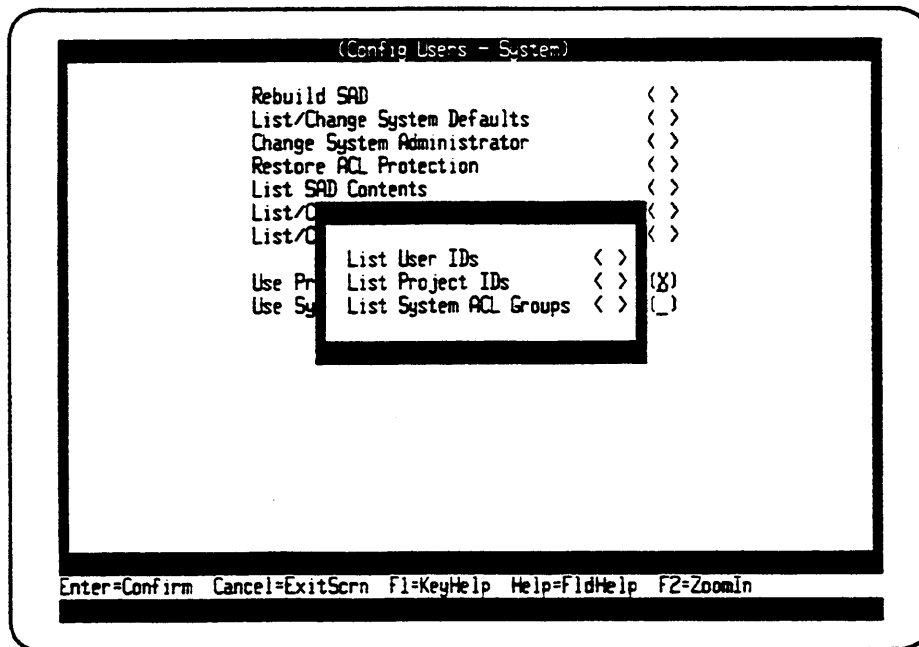 (Config Users - System)
Rebuild SAD < >
List/Change System Defaults < >
Change System Administrator < >
Restore ACL Protection < >
List SAD Contents < >
List/C < >
List/C < >
List User IDs < >
Use Pr List Project IDs < > (X)
Use Sy List System ACL Groups < > (_)
Enter=Confirm Cancel=ExitScrn F1=KeyHelp Help=FldHelp F2=ZoomIn